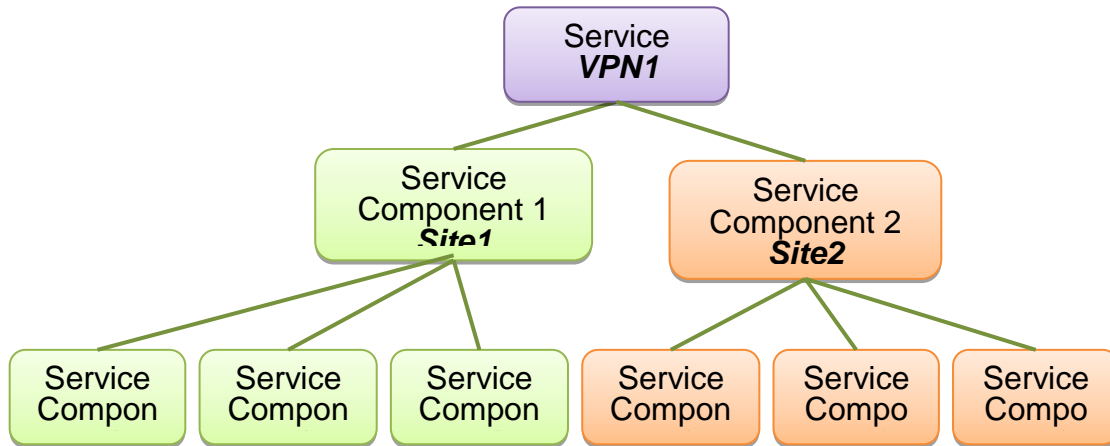 Service
VPN1
Service
Component 1
Site1
Service
Component 2
Site2
Service
Compon
Service
Compon
Service
Compon
Service
Compon
Service
Compo
Service
Compo